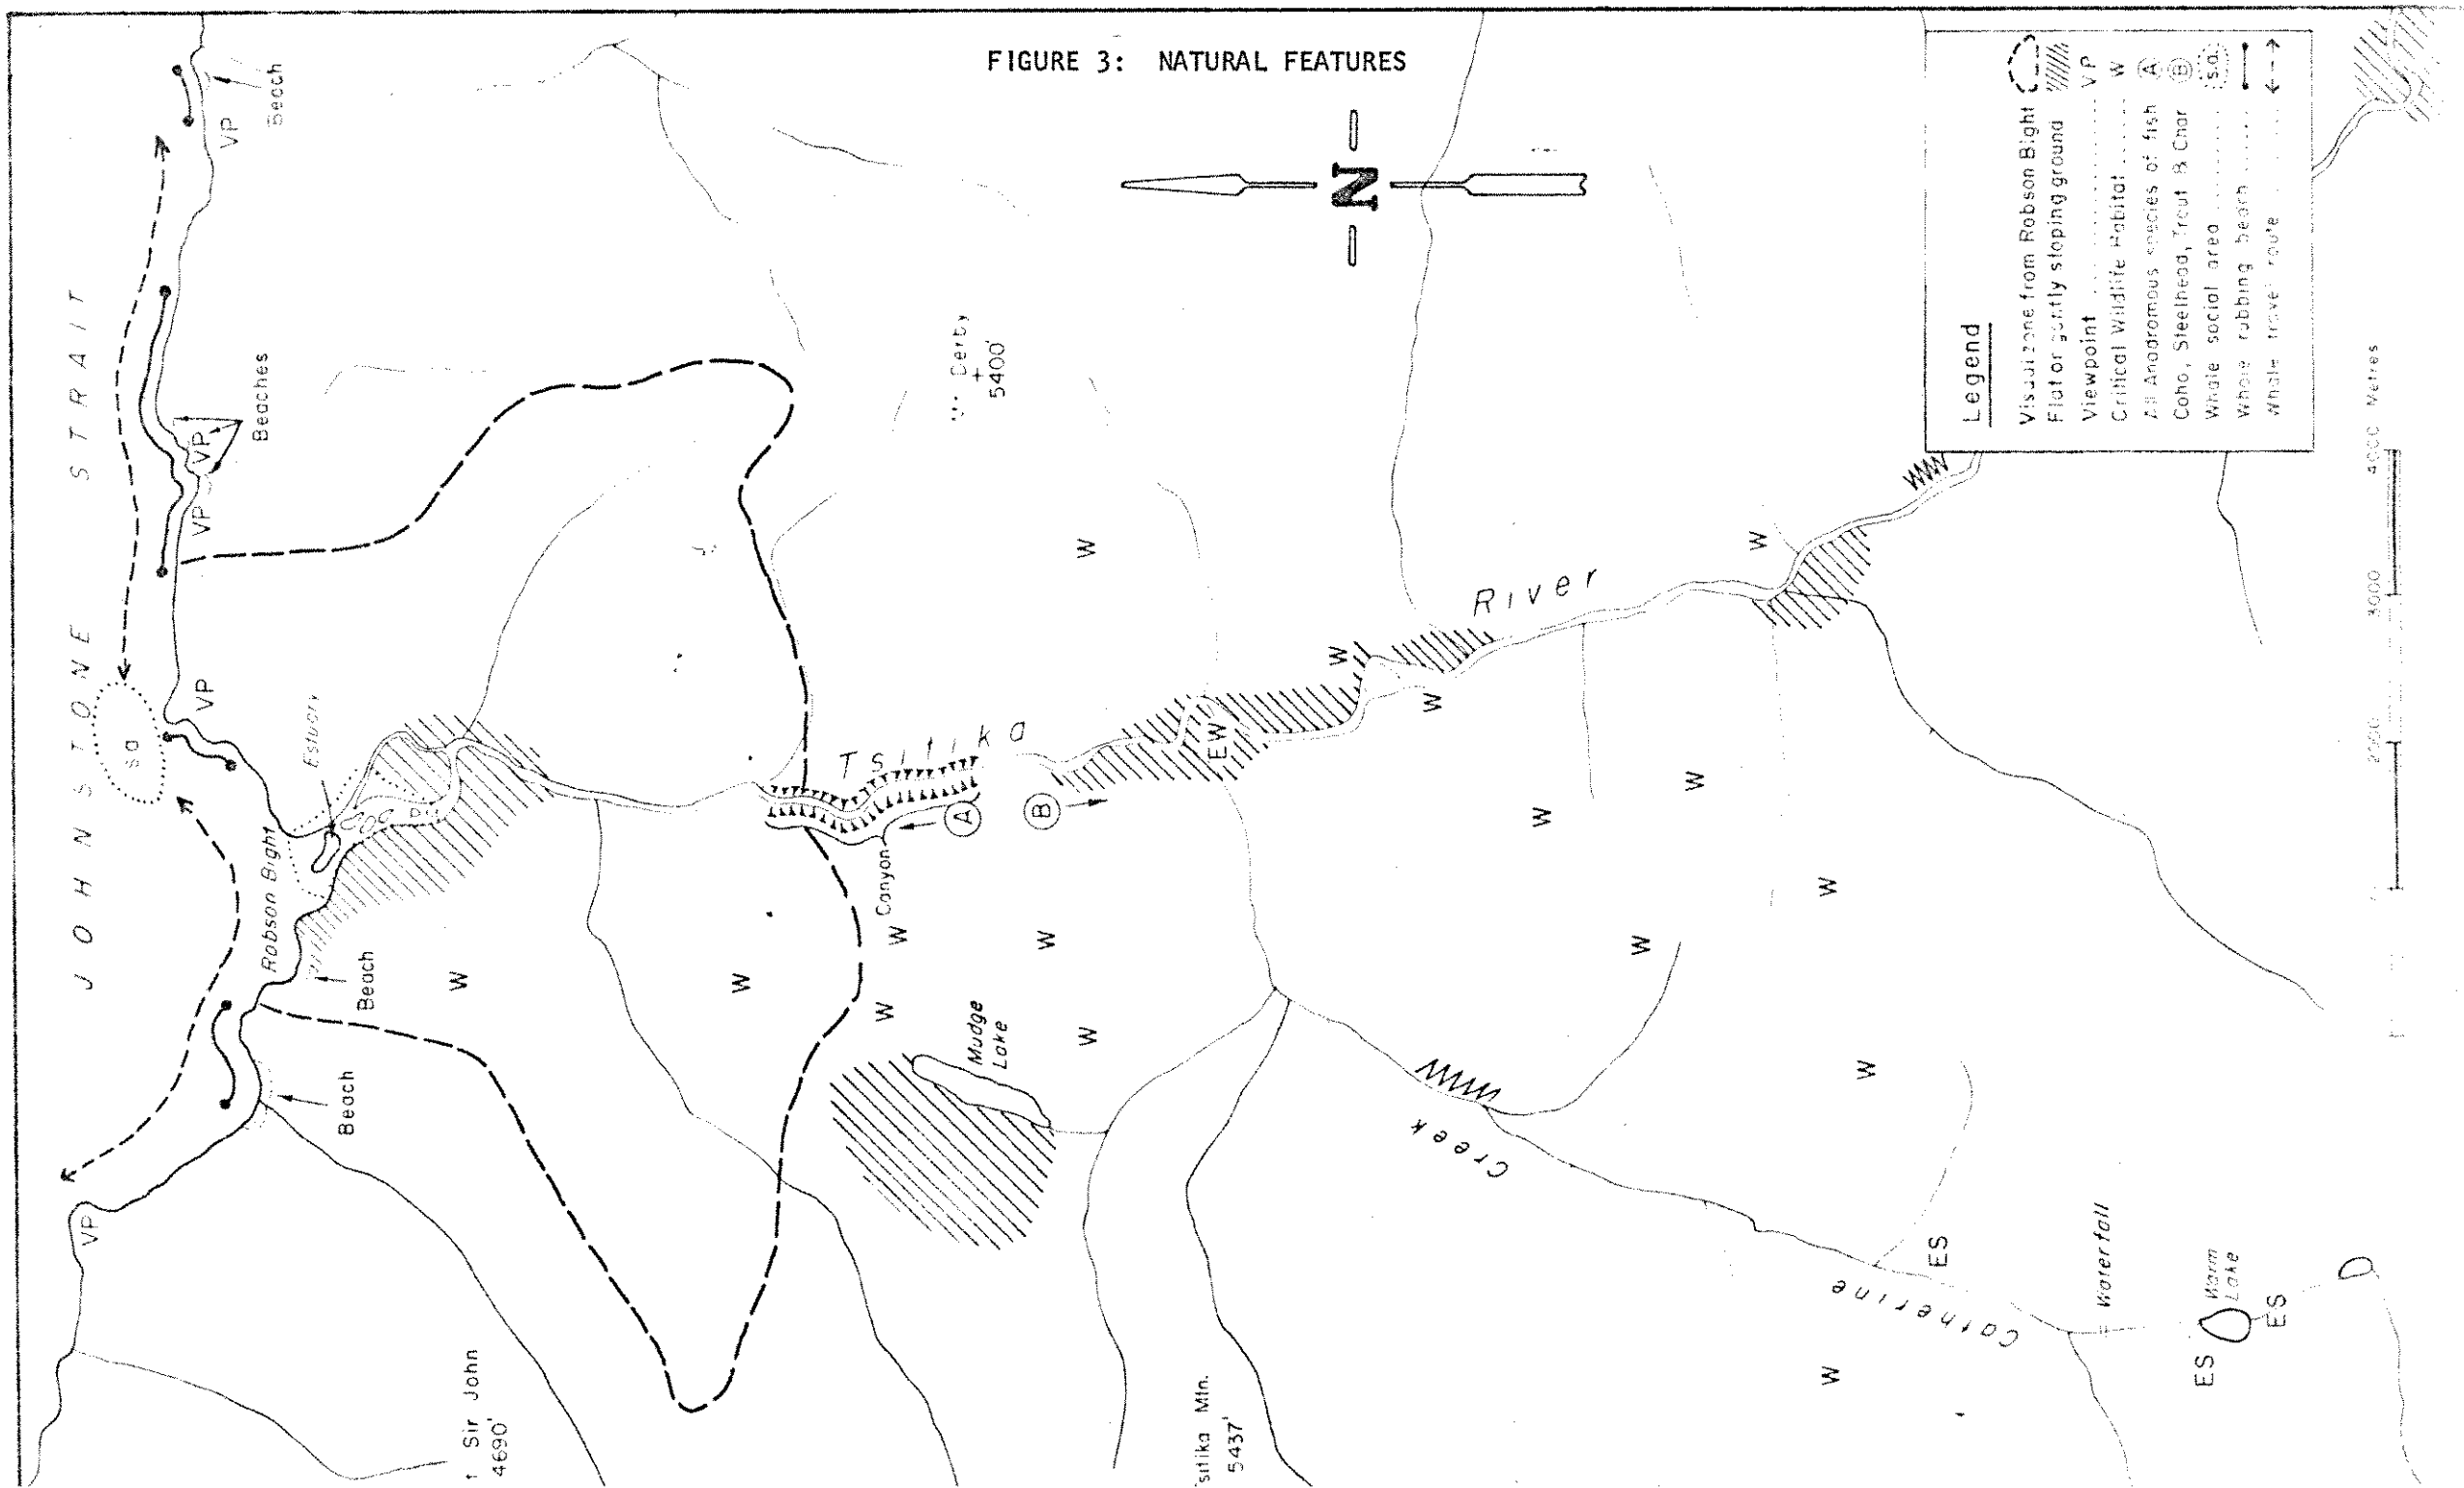 FIGURE 3: NATURAL FEATURES
N
JOHNSTONE STRAIT
Beach
VP
Beaches
VP
VP
VP
sa
Estuary
Robson Bight
Beach
Beach
VP
Sir John
4690'
Derby
+
5400'
Tsitika
River
Canyon
A
B
W
W
W
W
W
W
W
EW
W
W
W
W
W
W
W
W
W
W
Mudge
Lake
Mtn.
5437'
Creek
Catherine
ES
Waterfall
Warm
Lake
ES
ES
Legend
Visual zone from Robson Bight
Flat or gently sloping ground
Viewpoint VP
Critical Wildlife Habitat W
All Anadromous species of fish A
Coho, Steelhead, Trout & Char B
Whale social area s.a.
Whale rubbing beach
Whale travel route
2000 3000 4000 Metres